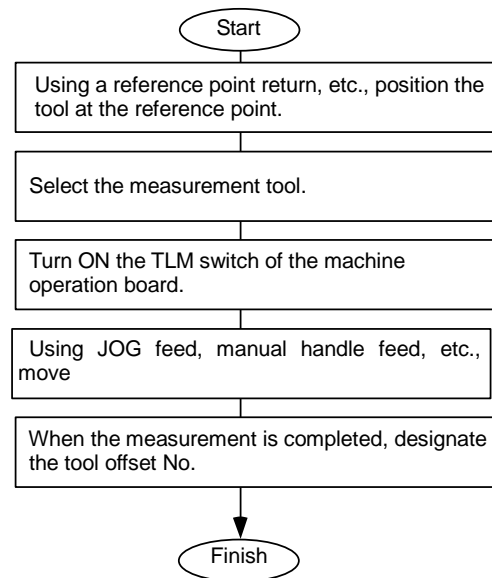 Start
Using a reference point return, etc., position the
tool at the reference point.
Select the measurement tool.
Turn ON the TLM switch of the machine
operation board.
Using JOG feed, manual handle feed, etc.,
move
When the measurement is completed, designate
the tool offset No.
Finish